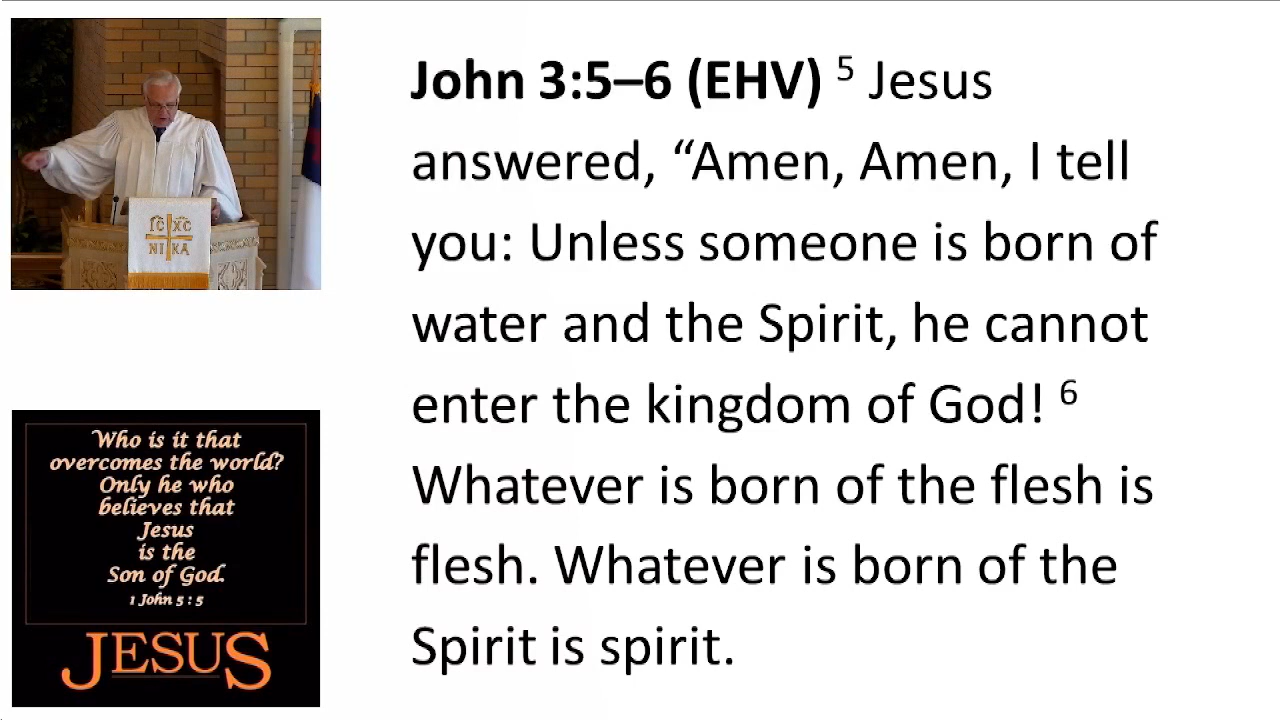 John 3:5–6 (EHV) ⁵ Jesus
answered, “Amen, Amen, I tell
you: Unless someone is born of
water and the Spirit, he cannot
enter the kingdom of God! ⁶
Whatever is born of the flesh is
flesh. Whatever is born of the
Spirit is spirit.
IC XC
NI KA
Who is it that
overcomes the world?
Only he who
believes that
Jesus
is the
Son of God.
1 John 5 : 5
JESUS